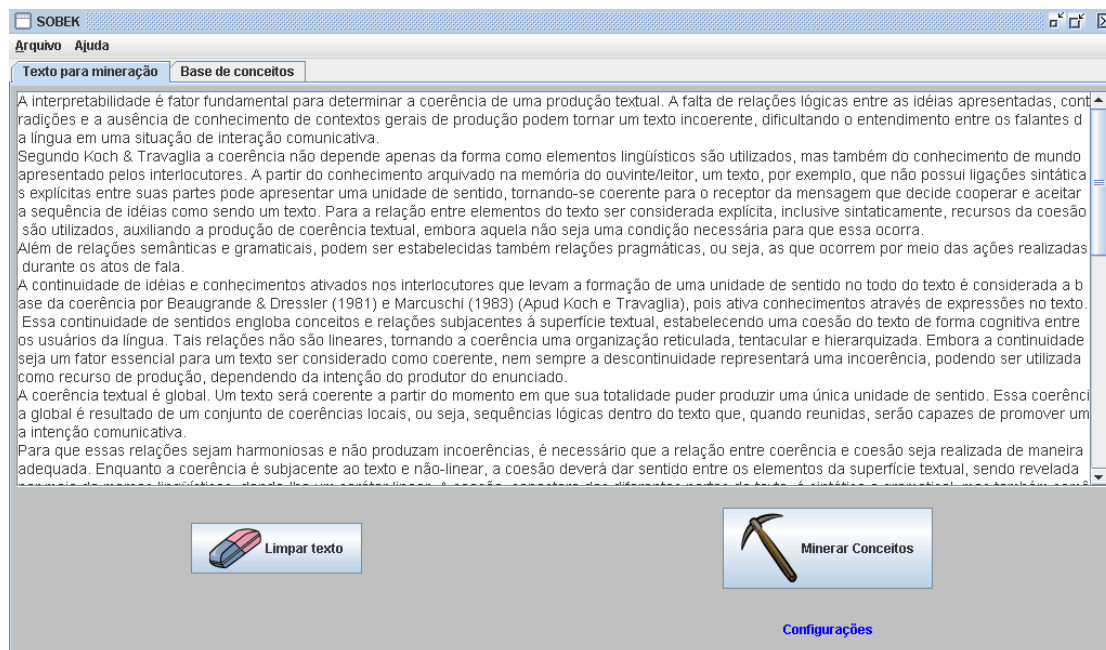 SOBEK
Arquivo Ajuda
Texto para mineração Base de conceitos
A interpretabilidade é fator fundamental para determinar a coerência de uma produção textual. A falta de relações lógicas entre as idéias apresentadas, cont
radições e a ausência de conhecimento de contextos gerais de produção podem tornar um texto incoerente, dificultando o entendimento entre os falantes d
a língua em uma situação de interação comunicativa.
Segundo Koch & Travaglia a coerência não depende apenas da forma como elementos lingüísticos são utilizados, mas também do conhecimento de mundo
apresentado pelos interlocutores. A partir do conhecimento arquivado na memória do ouvinte/leitor, um texto, por exemplo, que não possui ligações sintática
s explícitas entre suas partes pode apresentar uma unidade de sentido, tornando-se coerente para o receptor da mensagem que decide cooperar e aceitar
a sequência de idéias como sendo um texto. Para a relação entre elementos do texto ser considerada explícita, inclusive sintaticamente, recursos da coesão
são utilizados, auxiliando a produção de coerência textual, embora aquela não seja uma condição necessária para que essa ocorra.
Além de relações semânticas e gramaticais, podem ser estabelecidas também relações pragmáticas, ou seja, as que ocorrem por meio das ações realizadas
durante os atos de fala.
A continuidade de idéias e conhecimentos ativados nos interlocutores que levam a formação de uma unidade de sentido no todo do texto é considerada a b
ase da coerência por Beaugrande & Dressler (1981) e Marcuschi (1983) (Apud Koch e Travaglia), pois ativa conhecimentos através de expressões no texto.
Essa continuidade de sentidos engloba conceitos e relações subjacentes á superfície textual, estabelecendo uma coesão do texto de forma cognitiva entre
os usuários da língua. Tais relações não são lineares, tornando a coerência uma organização reticulada, tentacular e hierarquizada. Embora a continuidade
seja um fator essencial para um texto ser considerado como coerente, nem sempre a descontinuidade representará uma incoerência, podendo ser utilizada
como recurso de produção, dependendo da intenção do produtor do enunciado.
A coerência textual é global. Um texto será coerente a partir do momento em que sua totalidade puder produzir uma única unidade de sentido. Essa coerênci
a global é resultado de um conjunto de coerências locais, ou seja, sequências lógicas dentro do texto que, quando reunidas, serão capazes de promover um
a intenção comunicativa.
Para que essas relações sejam harmoniosas e não produzam incoerências, é necessário que a relação entre coerência e coesão seja realizada de maneira
adequada. Enquanto a coerência é subjacente ao texto e não-linear, a coesão deverá dar sentido entre os elementos da superfície textual, sendo revelada
Limpar texto Minerar Conceitos
Configurações